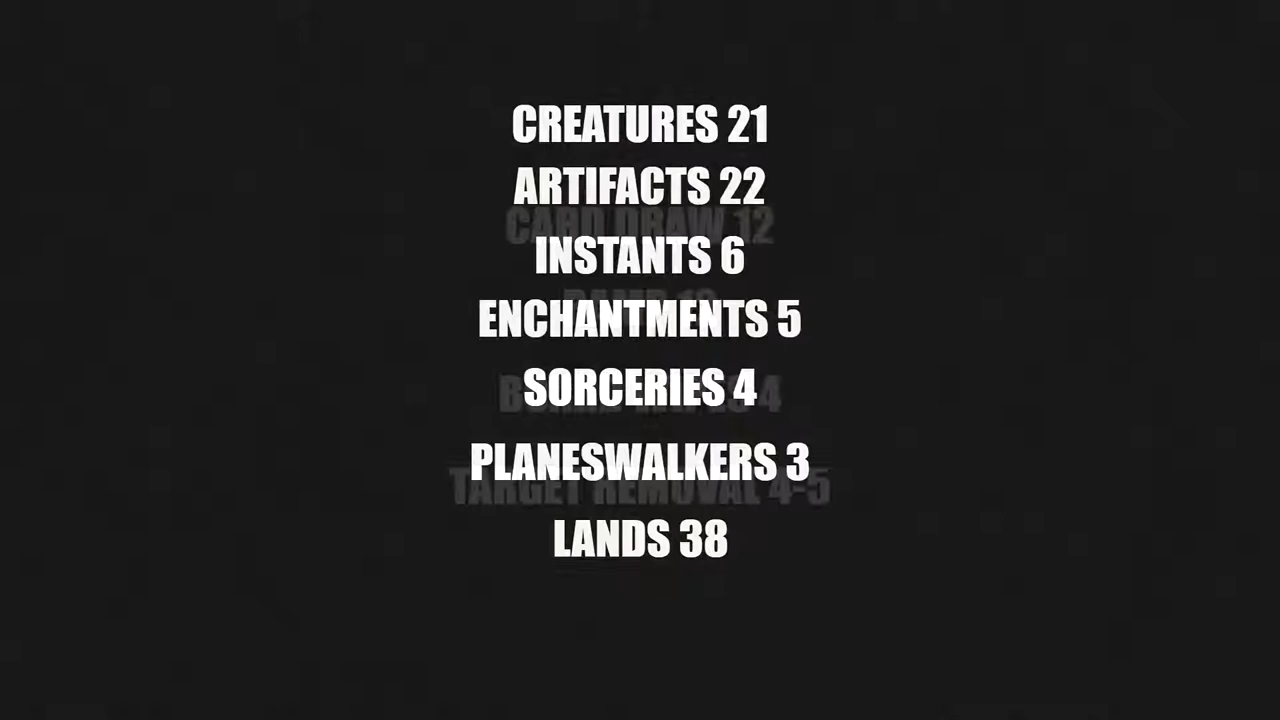 CREATURES 21
ARTIFACTS 22
CARD DRAW 12
INSTANTS 6
ENCHANTMENTS 5
SORCERIES 4
PLANESWALKERS 3
TARGET REMOVAL 4-5
LANDS 38